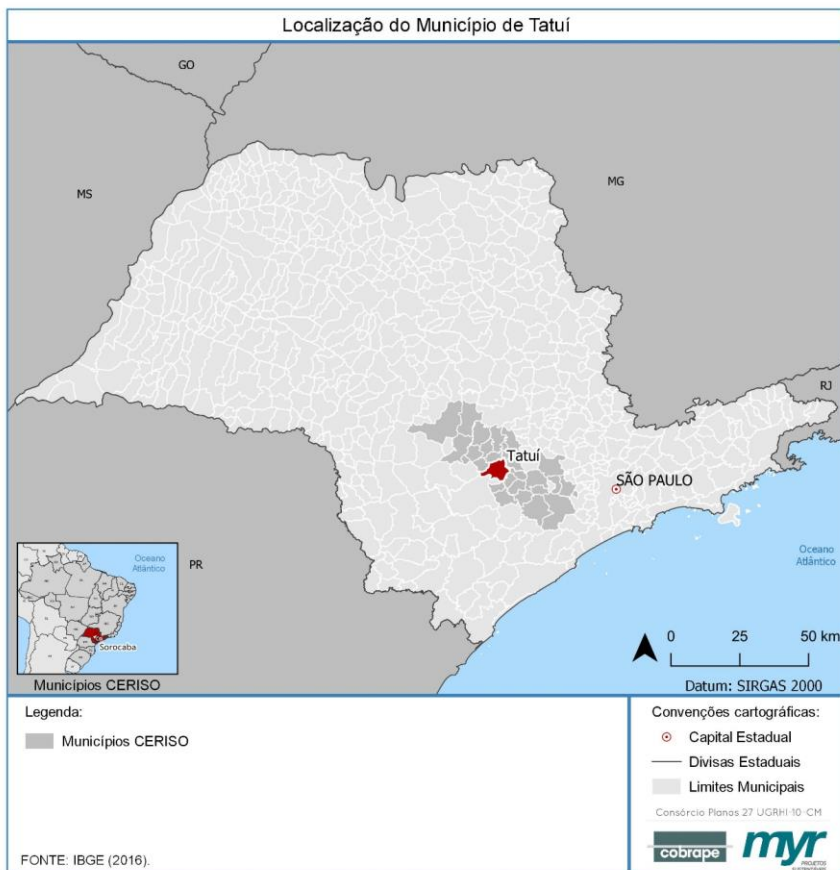 Localização do Município de Tatuí
GO
MS
MG
RJ
Tatuí
SÃO PAULO
PR
Oceano
Atlântico
Oceano
Atlântico
Sorocaba
Municípios CERISO
0 25 50 km
Datum: SIRGAS 2000
Legenda:
Municípios CERISO
FONTE: IBGE (2016).
Convenções cartográficas:
Capital Estadual
Divisas Estaduais
Limites Municipais
Consórcio Planos 27 UGRHI-10-CM
cobrape
myr
PROJETOS
SUSTENTÁVEIS